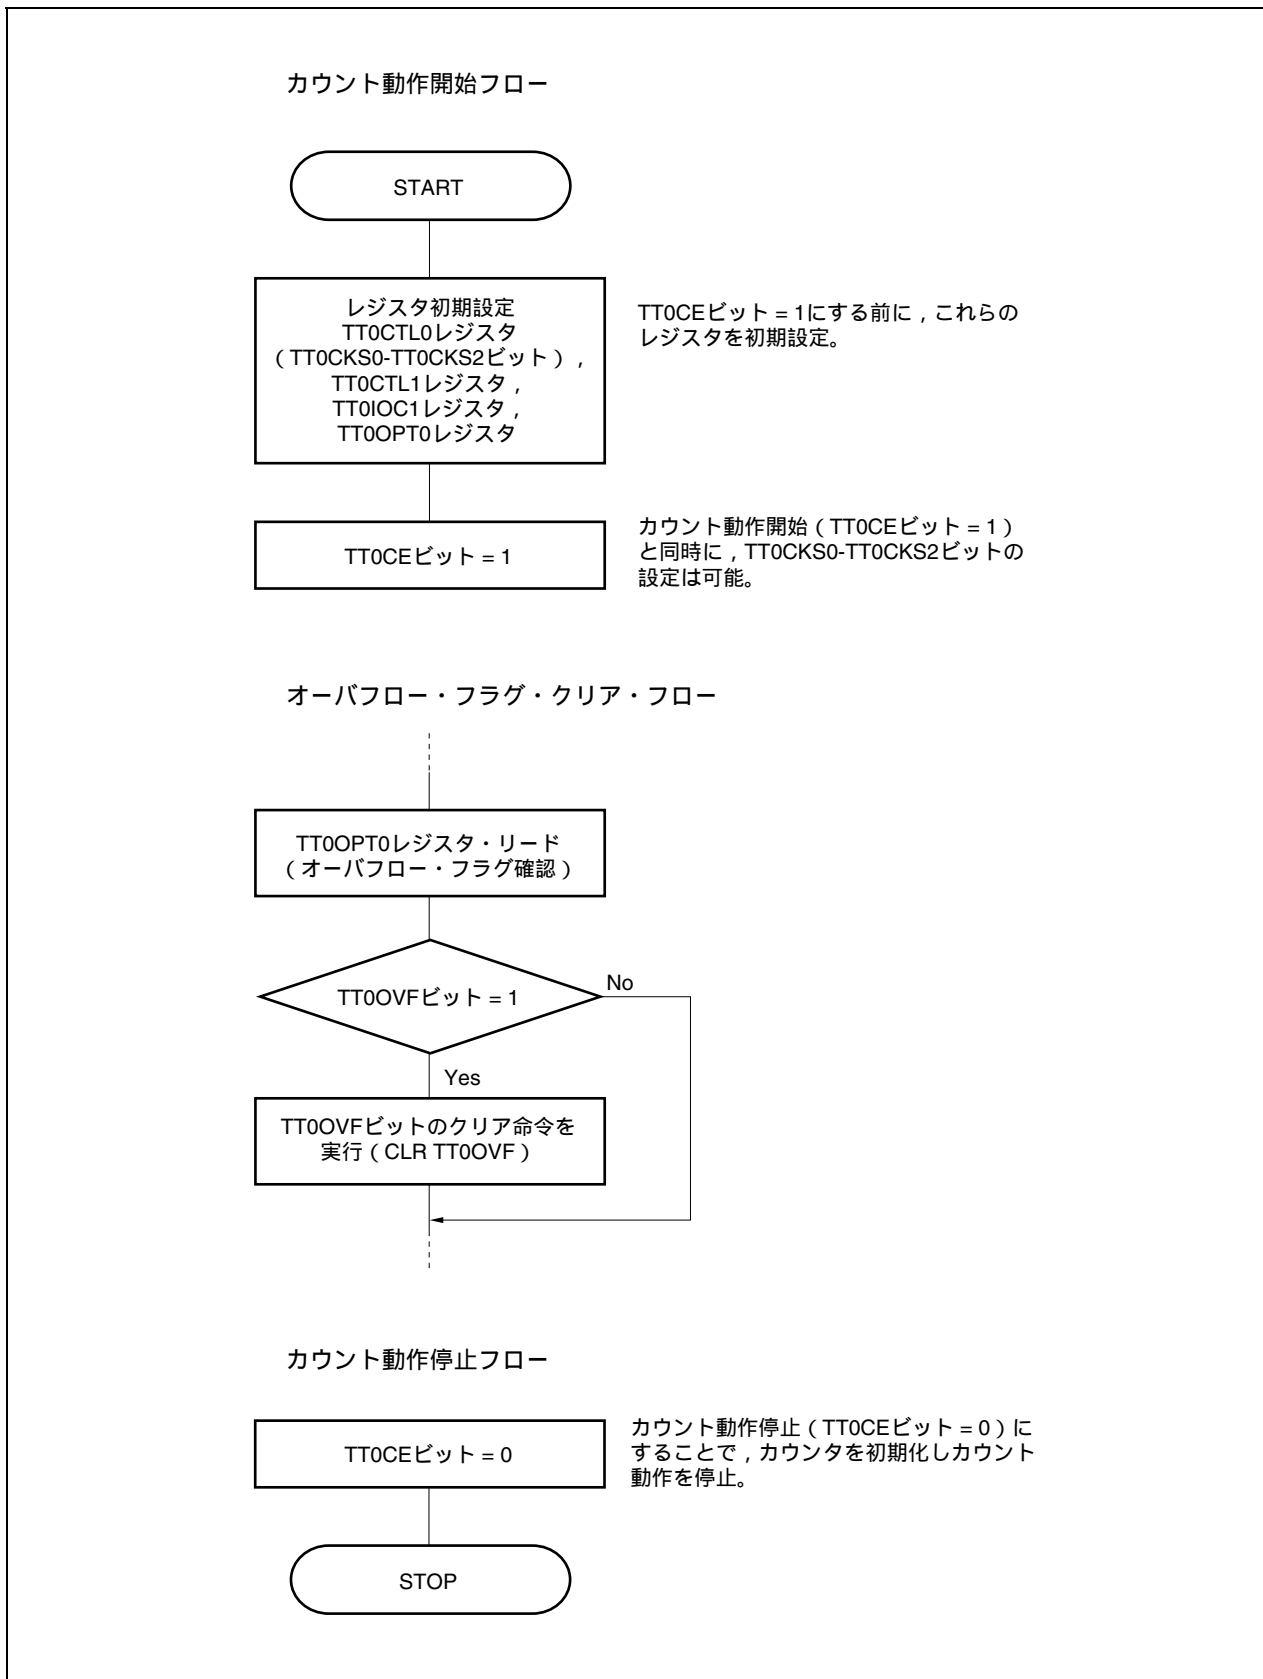 カウント動作開始フロー
START
レジスタ初期設定
TT0CTL0レジスタ
（TT0CKS0-TT0CKS2ビット），
TT0CTL1レジスタ，
TT0IOC1レジスタ，
TT0OPT0レジスタ
TT0CEビット = 1にする前に，これらの
レジスタを初期設定。
TT0CEビット = 1
カウント動作開始（TT0CEビット = 1）
と同時に，TT0CKS0-TT0CKS2ビットの
設定は可能。
オーバフロー・フラグ・クリア・フロー
TT0OPT0レジスタ・リード
（オーバフロー・フラグ確認）
TT0OVFビット = 1
No
Yes
TT0OVFビットのクリア命令を
実行（CLR TT0OVF）
カウント動作停止フロー
TT0CEビット = 0
カウント動作停止（TT0CEビット = 0）に
することで，カウンタを初期化しカウント
動作を停止。
STOP